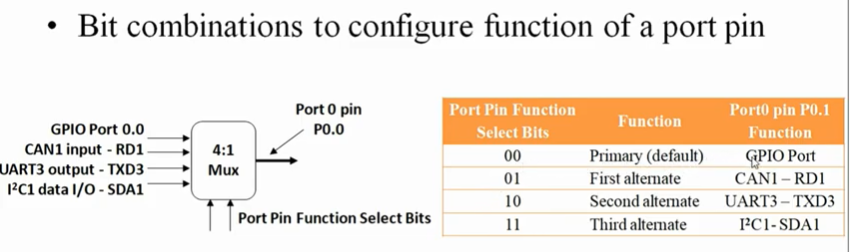 • Bit combinations to configure function of a port pin
GPIO Port 0.0
CAN1 input - RD1
UART3 output - TXD3
I²C1 data I/O - SDA1
4:1
Mux
Port 0 pin
P0.0
Port Pin Function Select Bits
Port Pin Function Select Bits | Function | Port0 pin P0.1 Function
00 | Primary (default) | GPIO Port
01 | First alternate | CAN1 – RD1
10 | Second alternate | UART3 – TXD3
11 | Third alternate | I²C1- SDA1